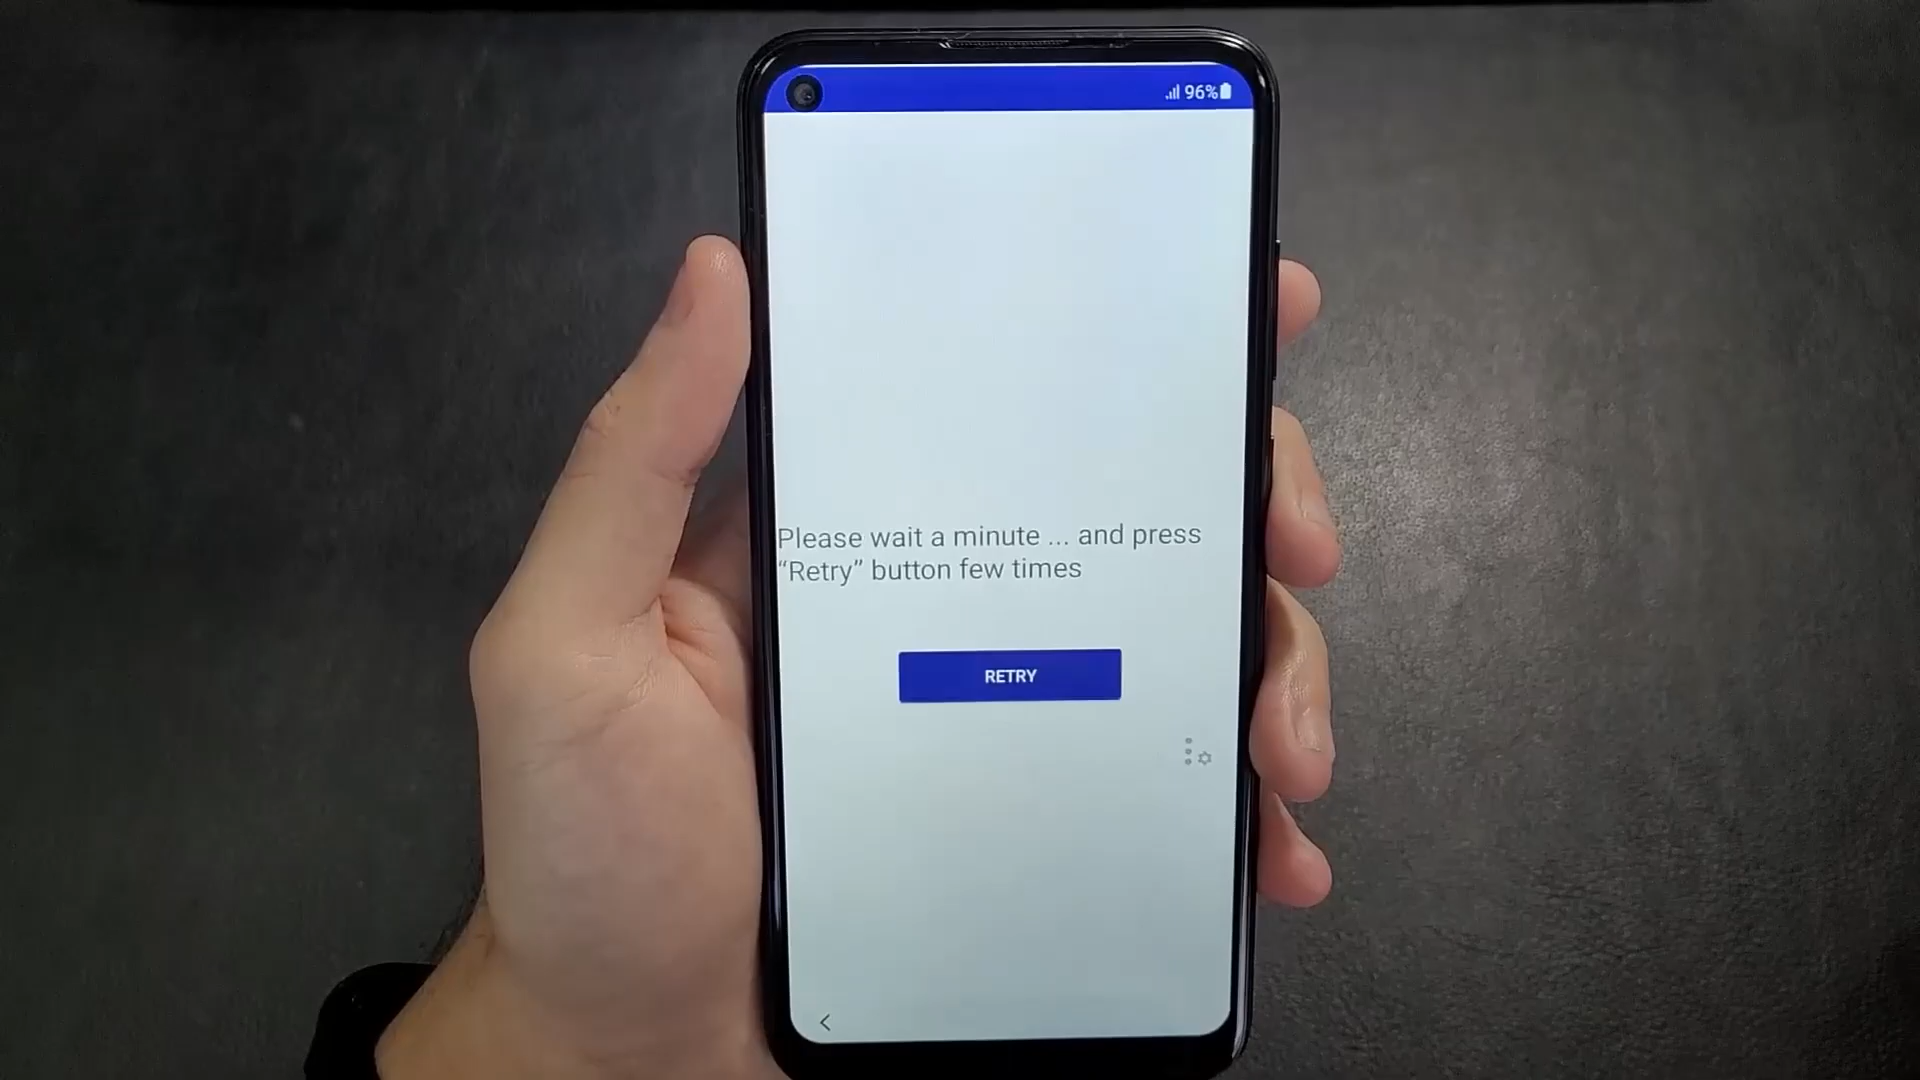 96%
Please wait a minute ... and press
“Retry” button few times
RETRY